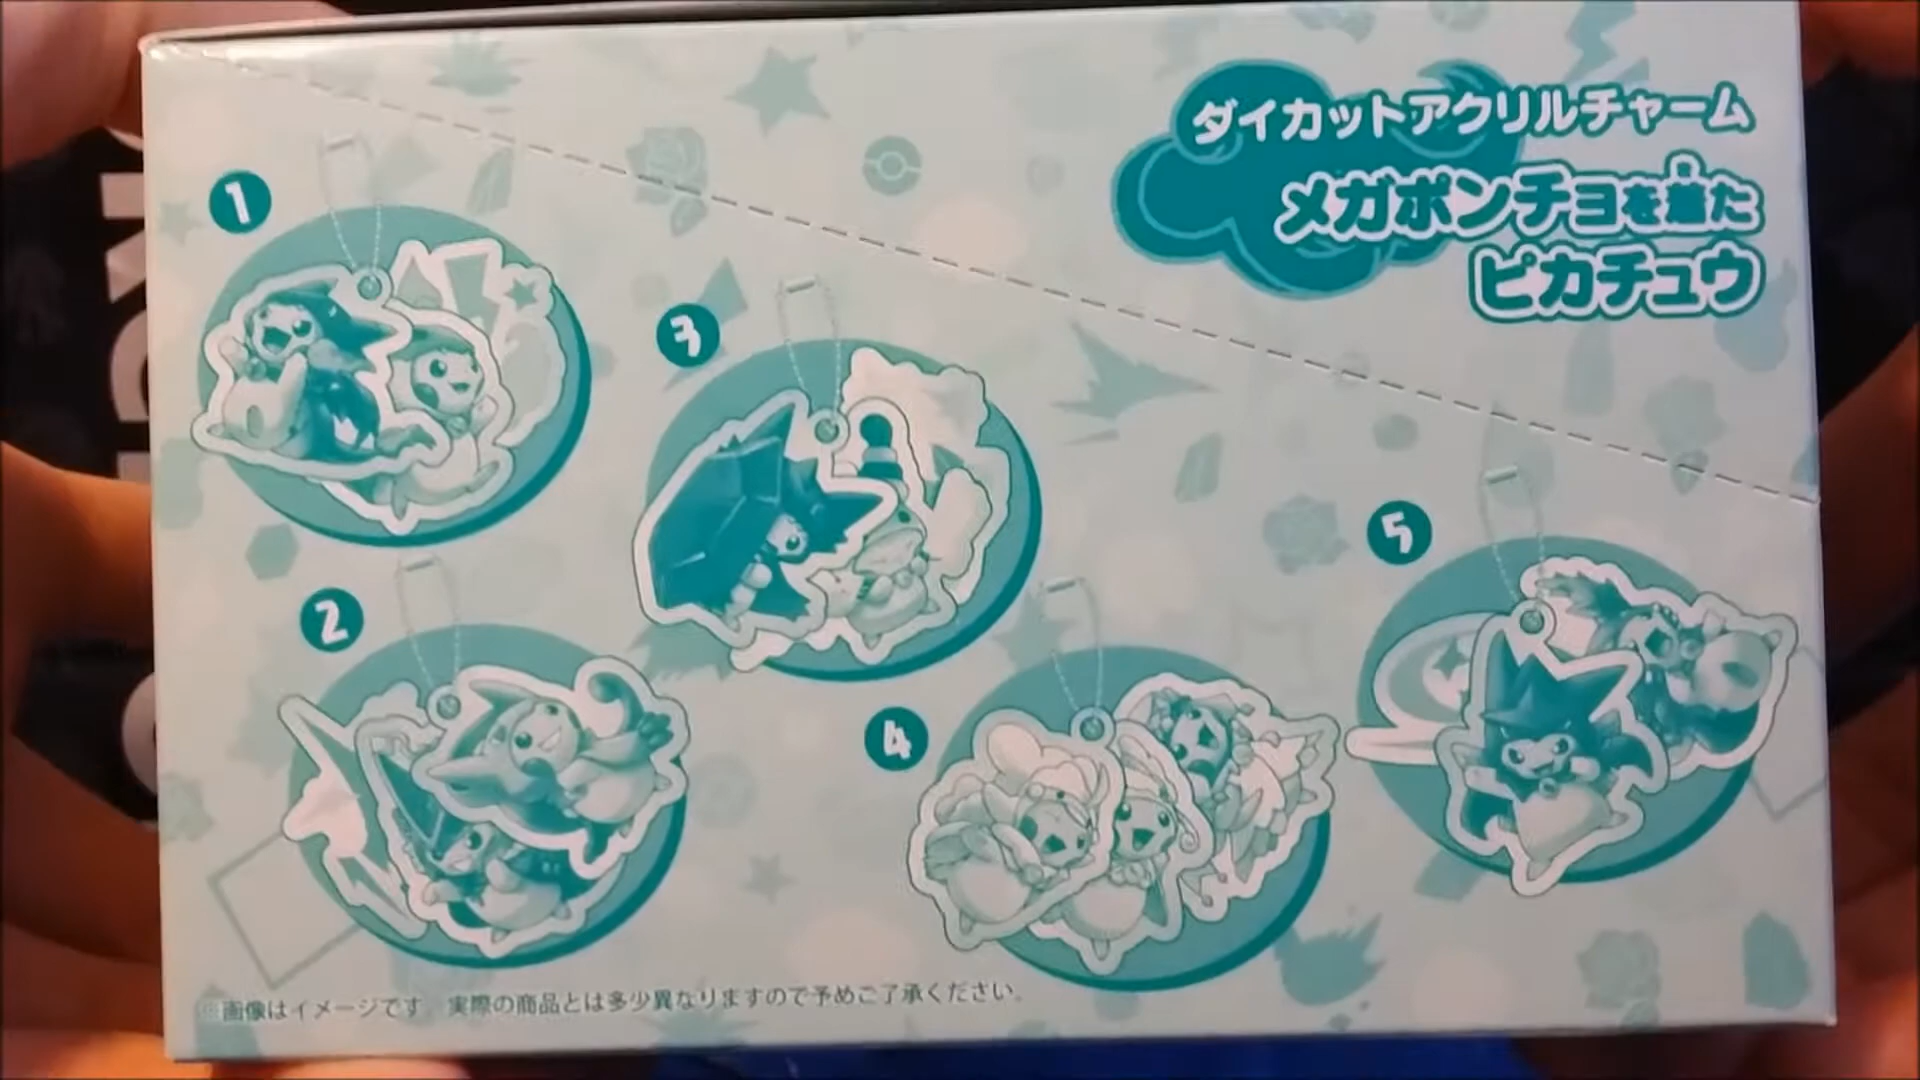 ダイカットアクリルチャーム
メガポンチョを着た
ピカチュウ
1
3
5
2
4
※画像はイメージです。実際の商品とは多少異なりますので予めご了承ください。